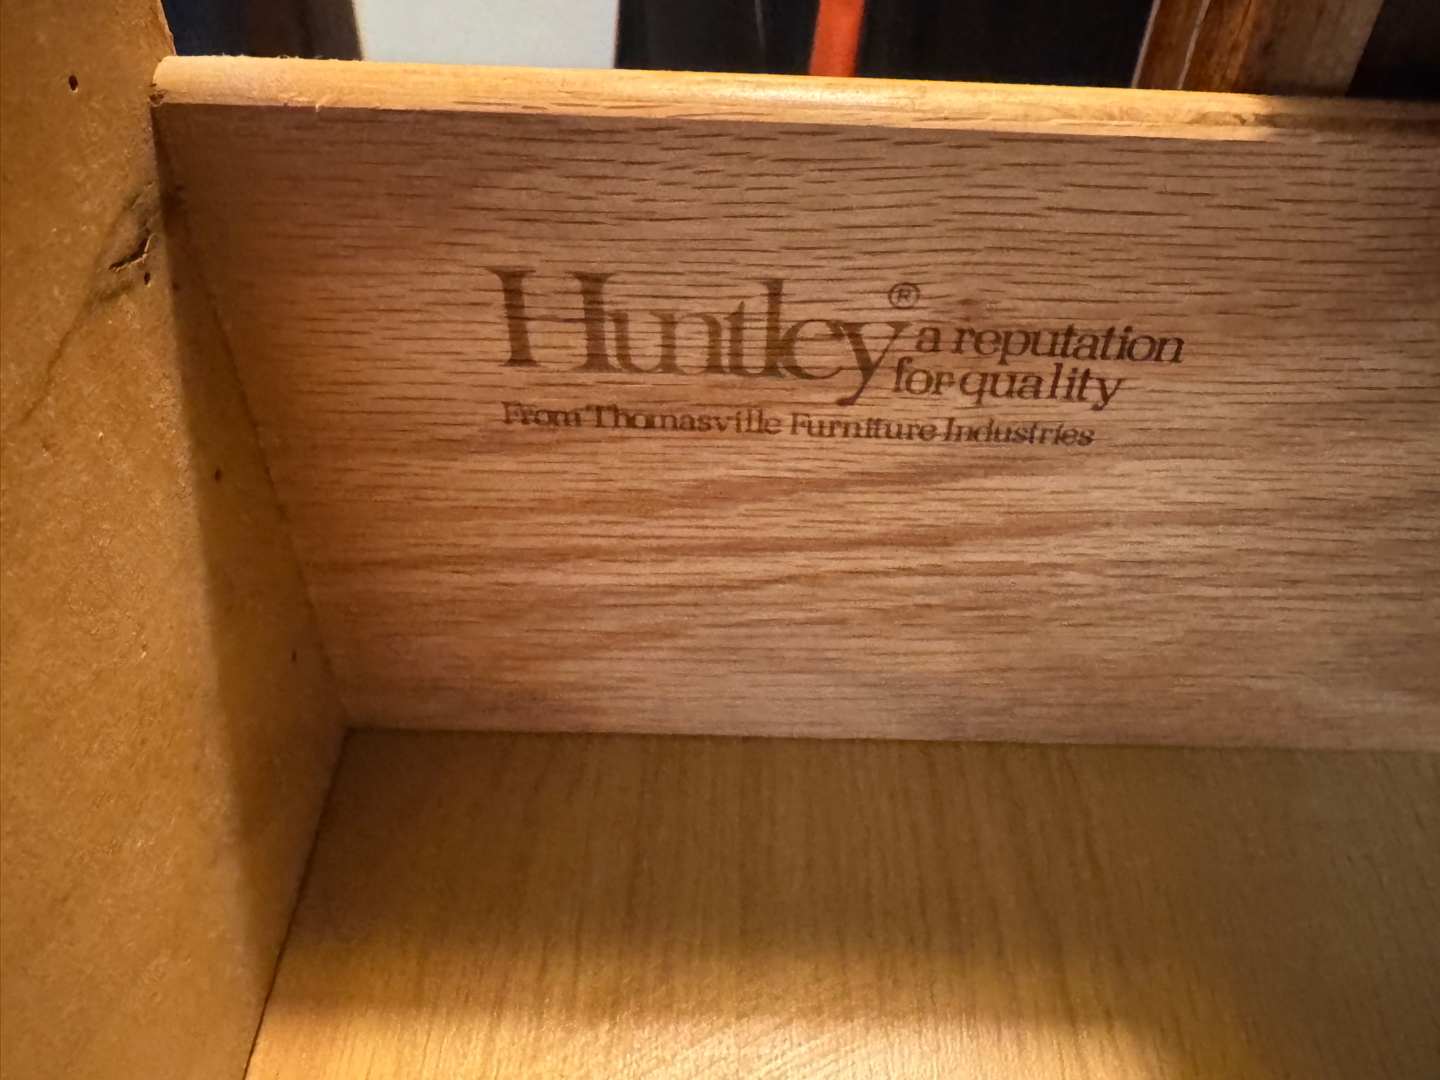 Huntley® a reputation
for quality
From Thomasville Furniture Industries